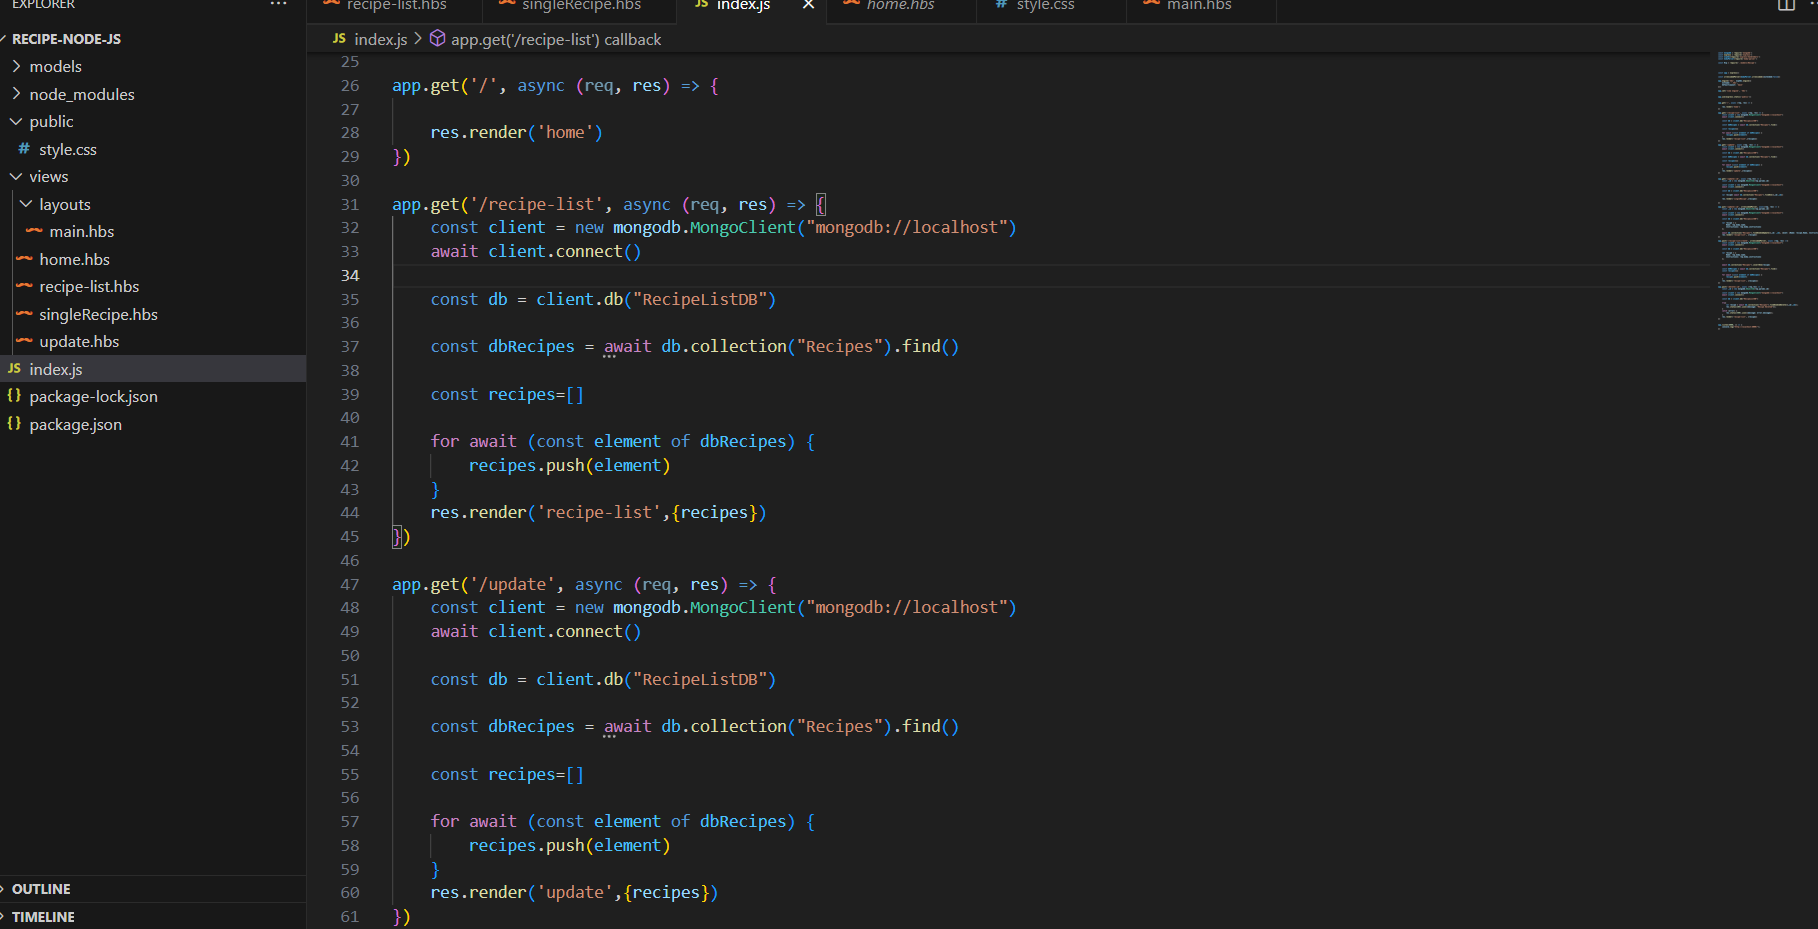 EXPLORER
RECIPE-NODE-JS
models
node_modules
public
style.css
views
layouts
main.hbs
home.hbs
recipe-list.hbs
singleRecipe.hbs
update.hbs
index.js
package-lock.json
package.json
OUTLINE
TIMELINE
recipe-list.hbs singleRecipe.hbs index.js home.hbs style.css main.hbs
index.js > app.get('/recipe-list') callback
25
26 app.get('/', async (req, res) => {
27
28 res.render('home')
29 })
30
31 app.get('/recipe-list', async (req, res) => {
32 const client = new mongodb.MongoClient("mongodb://localhost")
33 await client.connect()
34
35 const db = client.db("RecipeListDB")
36
37 const dbRecipes = await db.collection("Recipes").find()
38
39 const recipes=[]
40
41 for await (const element of dbRecipes) {
42 recipes.push(element)
43 }
44 res.render('recipe-list',{recipes})
45 })
46
47 app.get('/update', async (req, res) => {
48 const client = new mongodb.MongoClient("mongodb://localhost")
49 await client.connect()
50
51 const db = client.db("RecipeListDB")
52
53 const dbRecipes = await db.collection("Recipes").find()
54
55 const recipes=[]
56
57 for await (const element of dbRecipes) {
58 recipes.push(element)
59 }
60 res.render('update',{recipes})
61 })